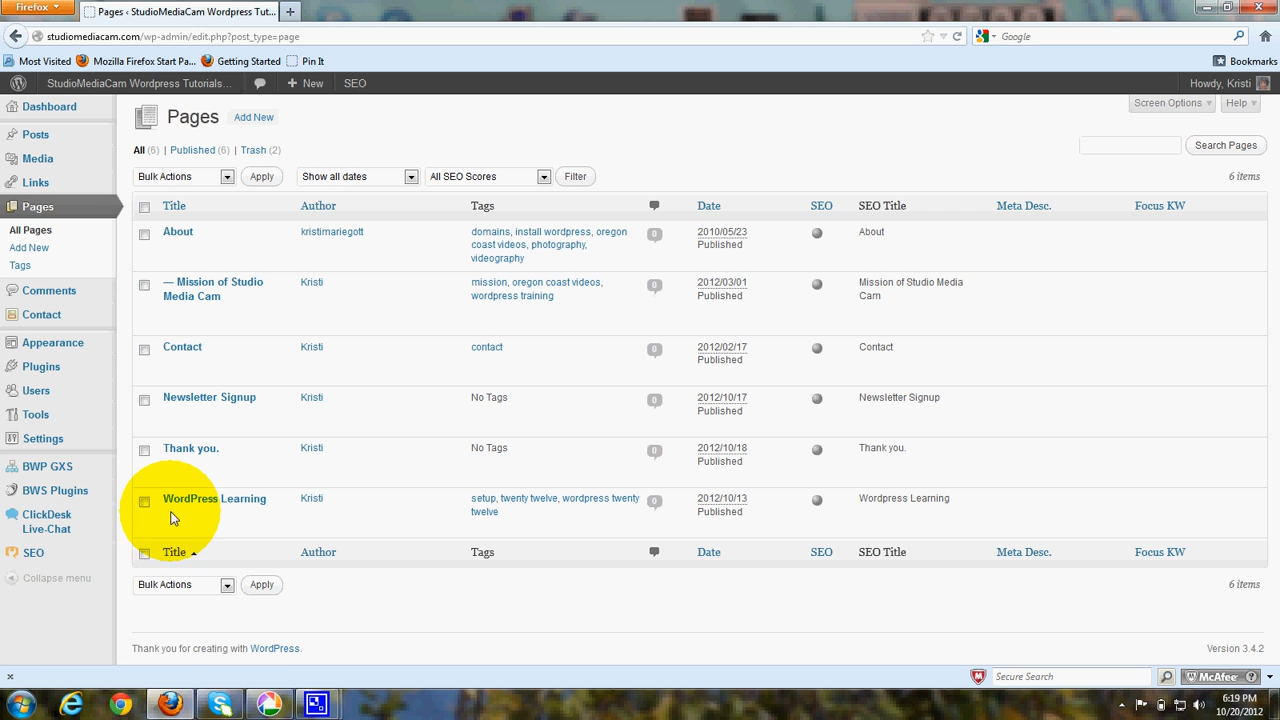 Firefox
Pages ‹ StudioMediaCam Wordpress Tut...
studiomediacam.com/wp-admin/edit.php?post_type=page
Google
Most Visited
Mozilla Firefox Start Pa...
Getting Started
Pin It
Bookmarks
StudioMediaCam Wordpress Tutorials...
New
SEO
Howdy, Kristi
Screen Options
Help
Dashboard
Posts
Media
Links
Pages
All Pages
Add New
Tags
Comments
Contact
Appearance
Plugins
Users
Tools
Settings
BWP GXS
BWS Plugins
ClickDesk
Live-Chat
SEO
Collapse menu
Pages Add New
All (6) | Published (6) | Trash (2)
Search Pages
Bulk Actions
Apply
Show all dates
All SEO Scores
Filter
6 items
Title Author Tags Date SEO SEO Title Meta Desc. Focus KW
About kristimariegott domains, install wordpress, oregon 0 2010/05/23 About
coast videos, photography, Published
videography
— Mission of Studio Kristi mission, oregon coast videos, 0 2012/03/01 Mission of Studio Media
Media Cam wordpress training Published Cam
Contact Kristi contact 0 2012/02/17 Contact
Published
Newsletter Signup Kristi No Tags 0 2012/10/17 Newsletter Signup
Published
Thank you. Kristi No Tags 0 2012/10/18 Thank you.
Published
WordPress Learning Kristi setup, twenty twelve, wordpress twenty 0 2012/10/13 Wordpress Learning
twelve Published
Title Author Tags Date SEO SEO Title Meta Desc. Focus KW
Bulk Actions
Apply
6 items
Thank you for creating with WordPress.
Version 3.4.2
x
Secure Search
McAfee
?
6:19 PM
10/20/2012